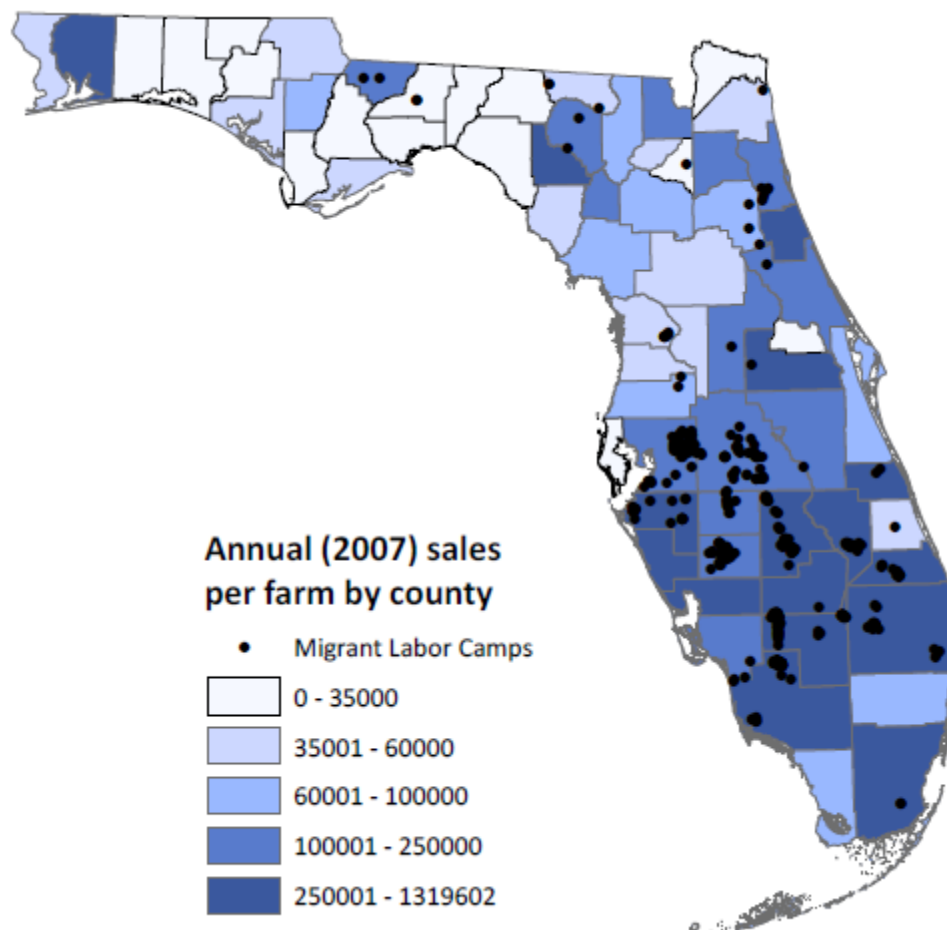 Annual (2007) sales
per farm by county
Migrant Labor Camps
0 - 35000
35001 - 60000
60001 - 100000
100001 - 250000
250001 - 1319602